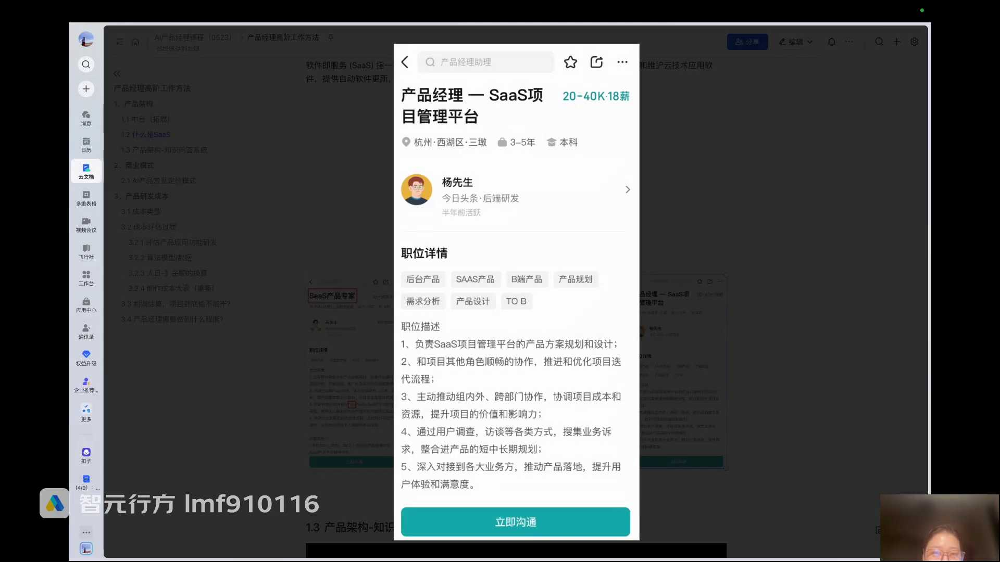 AI产品经理课程（0523）
产品经理高阶工作方法
已经保存到云端
分享
编辑
消息
日历
云文档
多维表格
视频会议
飞行社
工作台
应用中心
通讯录
权益升级
企业推荐...
更多
扣子
(4/9) : ...
产品经理高阶工作方法
1、产品架构
1.1 中台（拓展）
1.2 什么是SaaS
1.3 产品架构-知识问答系统
2、商业模式
2.1 AI产品常见定价模式
3、产品研发成本
3.1 成本类型
3.2 成本评估过程
3.2.1 评估产品应用功能研发
3.2.2 算法模型/数据
3.2.3 人日-》金额的换算
3.2.4 制作成本大表（重要）
3.3 利润估算，项目到底能不能干？
3.4 产品经理需要做到什么程度？
软件即服务 (SaaS) 指一
和维护云技术应用软
件，提供自动软件更新，
SaaS产品专家
职位详情
产品经理助理
产品经理 — SaaS项
目管理平台
20-40K·18薪
杭州·西湖区·三墩
3-5年
本科
杨先生
今日头条·后端研发
半年前活跃
职位详情
后台产品
SAAS产品
B端产品
产品规划
需求分析
产品设计
TO B
职位描述
1、负责SaaS项目管理平台的产品方案规划和设计；
2、和项目其他角色顺畅的协作，推进和优化项目迭
代流程；
3、主动推动组内外、跨部门协作，协调项目成本和
资源，提升项目的价值和影响力；
4、通过用户调查，访谈等各类方式，搜集业务诉
求，整合进产品的短中长期规划；
5、深入对接到各大业务方，推动产品落地，提升用
户体验和满意度。
立即沟通
品经理 — SaaS项
管理平台
杨先生
1.3 产品架构-知识
智元行方 lmf910116